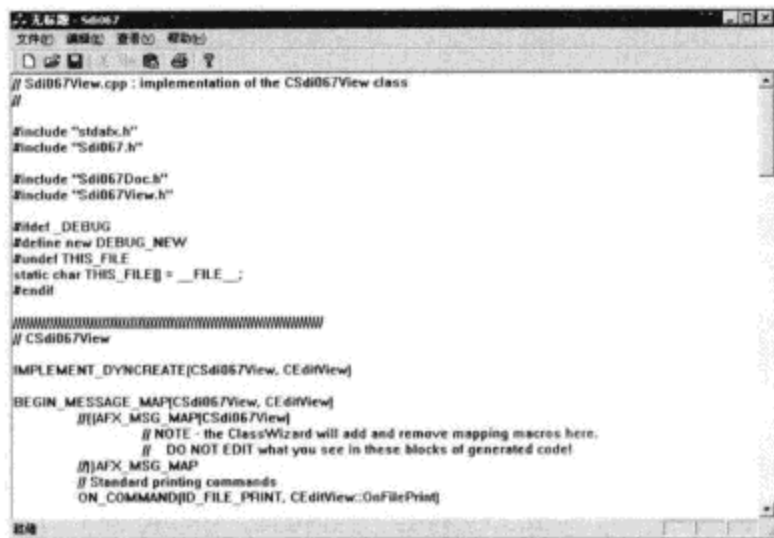 无标题 - Sdi067
文件(F) 编辑(E) 查看(V) 帮助(H)
// Sdi067View.cpp : implementation of the CSdi067View class
//
#include "stdafx.h"
#include "Sdi067.h"
#include "Sdi067Doc.h"
#include "Sdi067View.h"
#ifdef _DEBUG
#define new DEBUG_NEW
#undef THIS_FILE
static char THIS_FILE[] = __FILE__;
#endif
/////////////////////////////////////////////////////////////////////////////
// CSdi067View
IMPLEMENT_DYNCREATE(CSdi067View, CEditView)
BEGIN_MESSAGE_MAP(CSdi067View, CEditView)
//{{AFX_MSG_MAP(CSdi067View)
// NOTE - the ClassWizard will add and remove mapping macros here.
// DO NOT EDIT what you see in these blocks of generated code!
//}}AFX_MSG_MAP
// Standard printing commands
ON_COMMAND(ID_FILE_PRINT, CEditView::OnFilePrint)
就绪